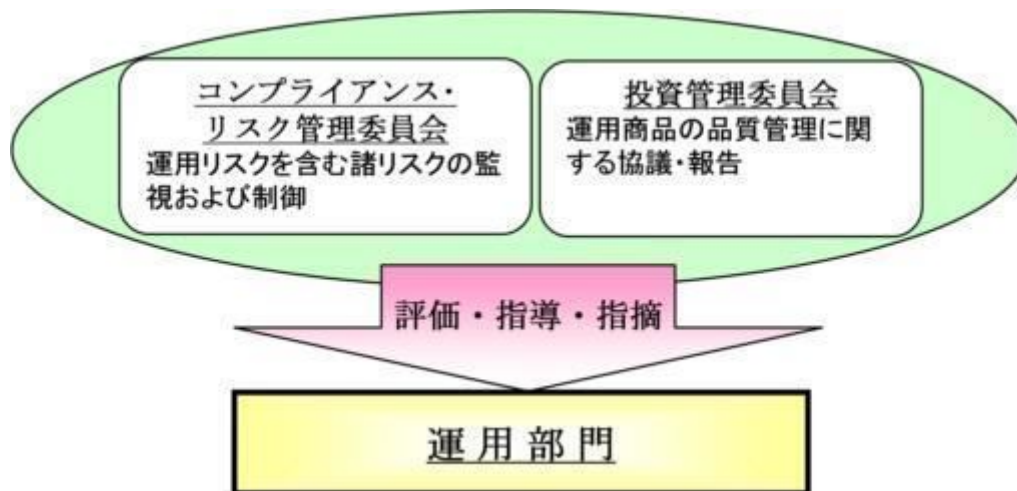 コンプライアンス・
リスク管理委員会
運用リスクを含む諸リスクの監
視および制御
投資管理委員会
運用商品の品質管理に関
する協議・報告
評価・指導・指摘
運用部門